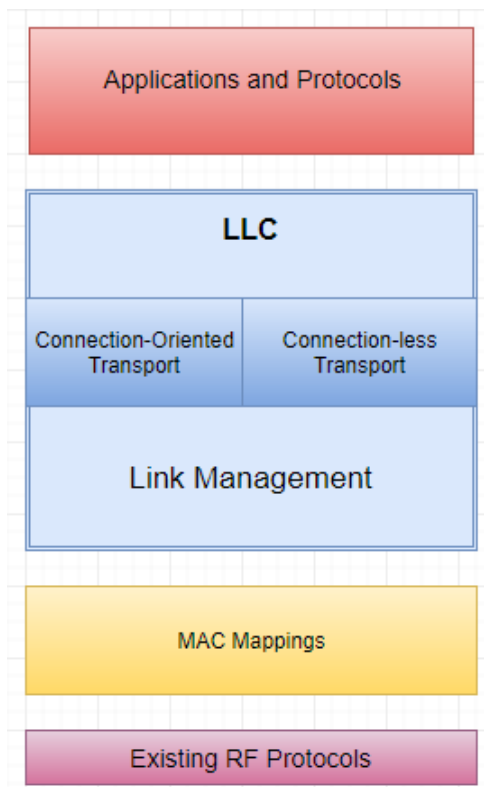 Applications and Protocols
LLC
Connection-Oriented
Transport
Connection-less
Transport
Link Management
MAC Mappings
Existing RF Protocols